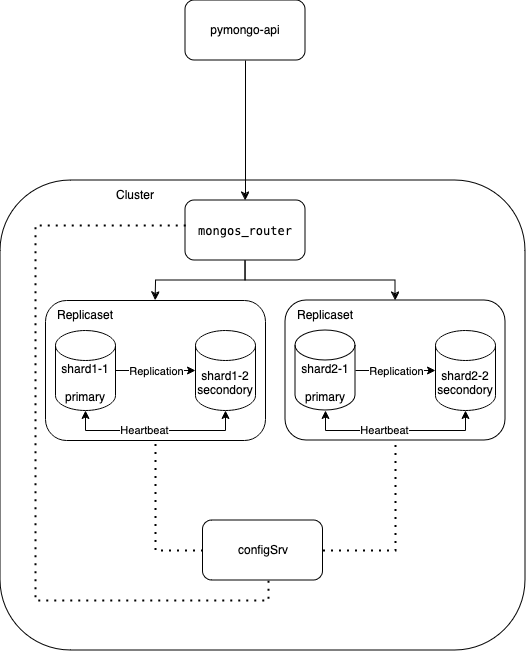 pymongo-api
Cluster
mongos_router
Replicaset
Replicaset
shard1-1
primary
Replication
shard1-2
secondory
Heartbeat
shard2-1
primary
Replication
shard2-2
secondory
Heartbeat
configSrv